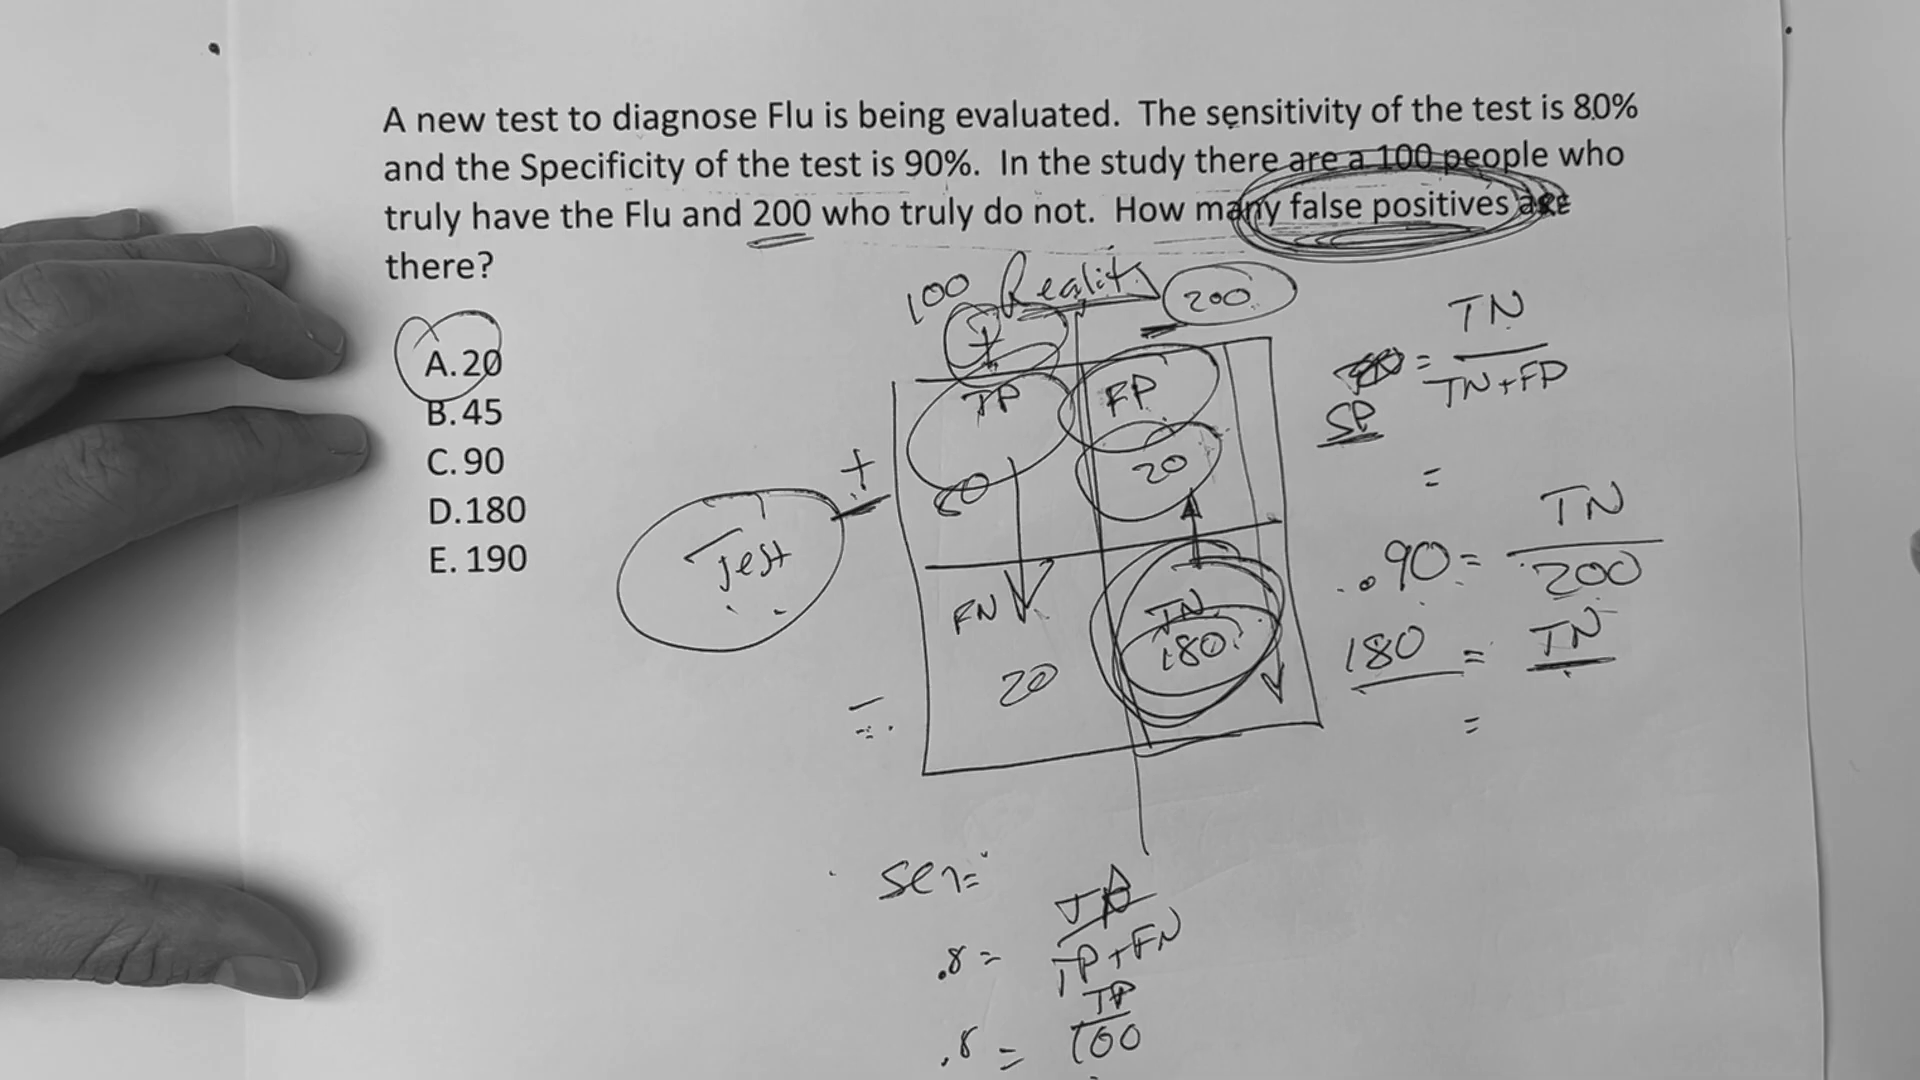 A new test to diagnose Flu is being evaluated. The sensitivity of the test is 80%
and the Specificity of the test is 90%. In the study there are a 100 people who
truly have the Flu and 200 who truly do not. How many false positives are
there?
A. 20
B. 45
C. 90
D. 180
E. 190
100 Reality 200
+ -
TP FP
80 20
+
Test
FN TN
20 180
-
SP = TN
TN + FP
=
.90 = TN
200
180 = TN
=
Sen =
.8 = TP
TP + FN
.8 = TP
100